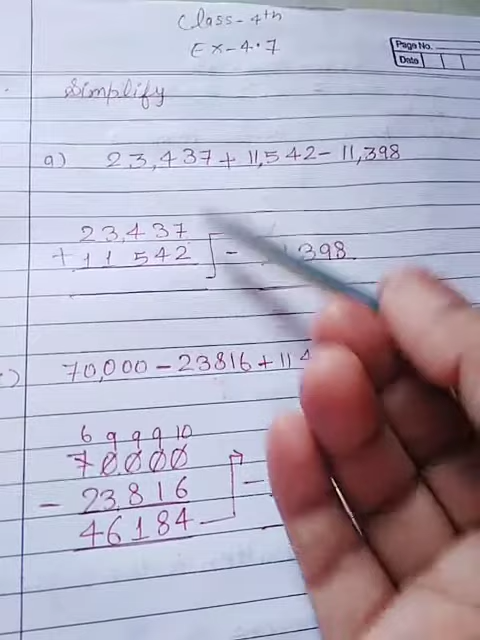 Class - 4th
Ex - 4.7
Page No.
Date
Simplify
a) 23,437 + 11,542 - 11,398
23,437
+ 11 542 ] - 398
70,000 - 23816 + 114
6 9 9 9 10
70000
- 23,816
46184 -